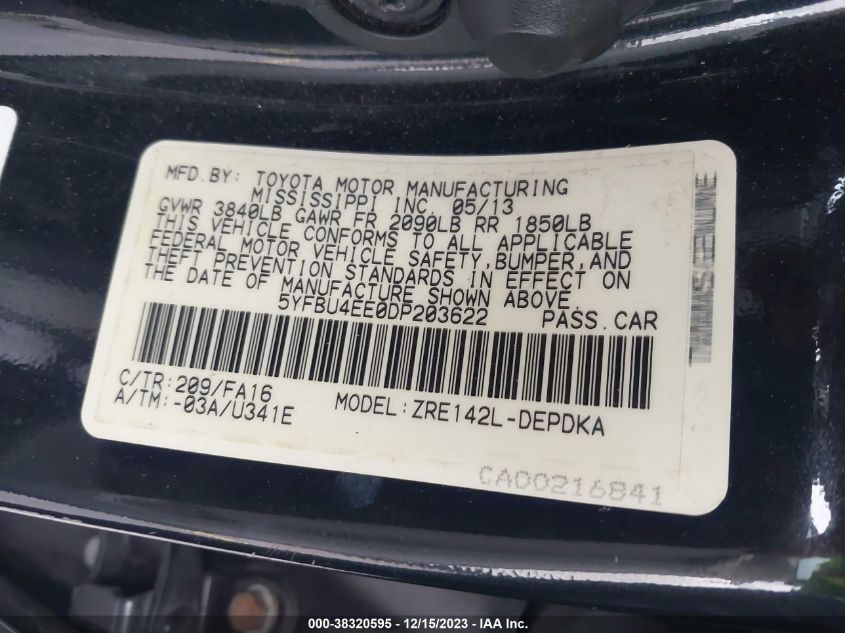 MFD.BY: TOYOTA MOTOR MANUFACTURING
MISSISSIPPI INC. 05/13
GVWR 3840LB GAWR FR 2090LB RR 1850LB
THIS VEHICLE CONFORMS TO ALL APPLICABLE
FEDERAL MOTOR VEHICLE SAFETY,BUMPER,AND
THEFT PREVENTION STANDARDS IN EFFECT ON
THE DATE OF MANUFACTURE SHOWN ABOVE.
5YFBU4EE0DP203622 PASS.CAR
C/TR:209/FA16
A/TM:-03A/U341E MODEL:ZRE142L-DEPDKA
CA00216841
000-38320595 - 12/15/2023 - IAA Inc.